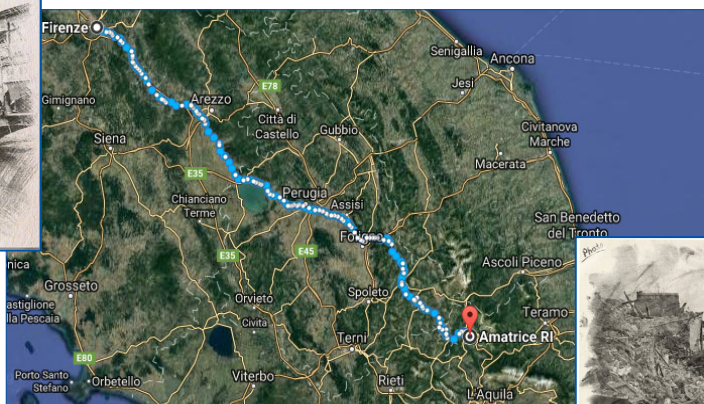 Firenze
Senigallia
Ancona
E78
Jesi
Gimignano
Arezzo
Città di
Castello
Gubbio
Civitanova
Marche
Siena
E35
Macerata
Chianciano
Terme
Perugia
Assisi
San Benedetto
del Tronto
E35
E45
Photo
nica
Grosseto
Ascoli Piceno
astiglione
lla Pescaia
Orvieto
Spoleto
Civita
Teramo
Amatrice RI
Terni
E80
Porto Santo
Stefano
Orbetello
Viterbo
Rieti
L'Aquila